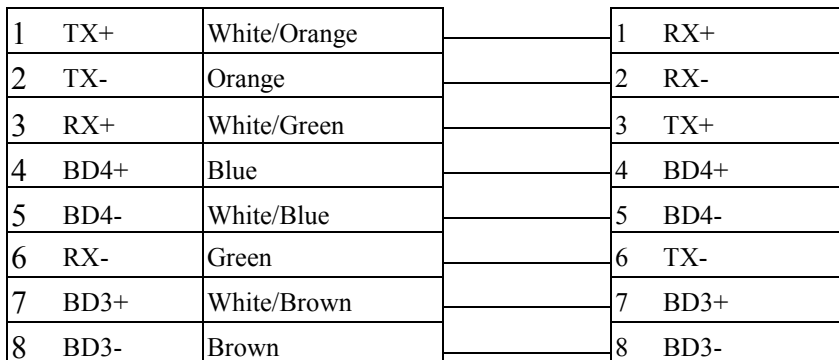 1 TX+ White/Orange 1 RX+
2 TX- Orange 2 RX-
3 RX+ White/Green 3 TX+
4 BD4+ Blue 4 BD4+
5 BD4- White/Blue 5 BD4-
6 RX- Green 6 TX-
7 BD3+ White/Brown 7 BD3+
8 BD3- Brown 8 BD3-